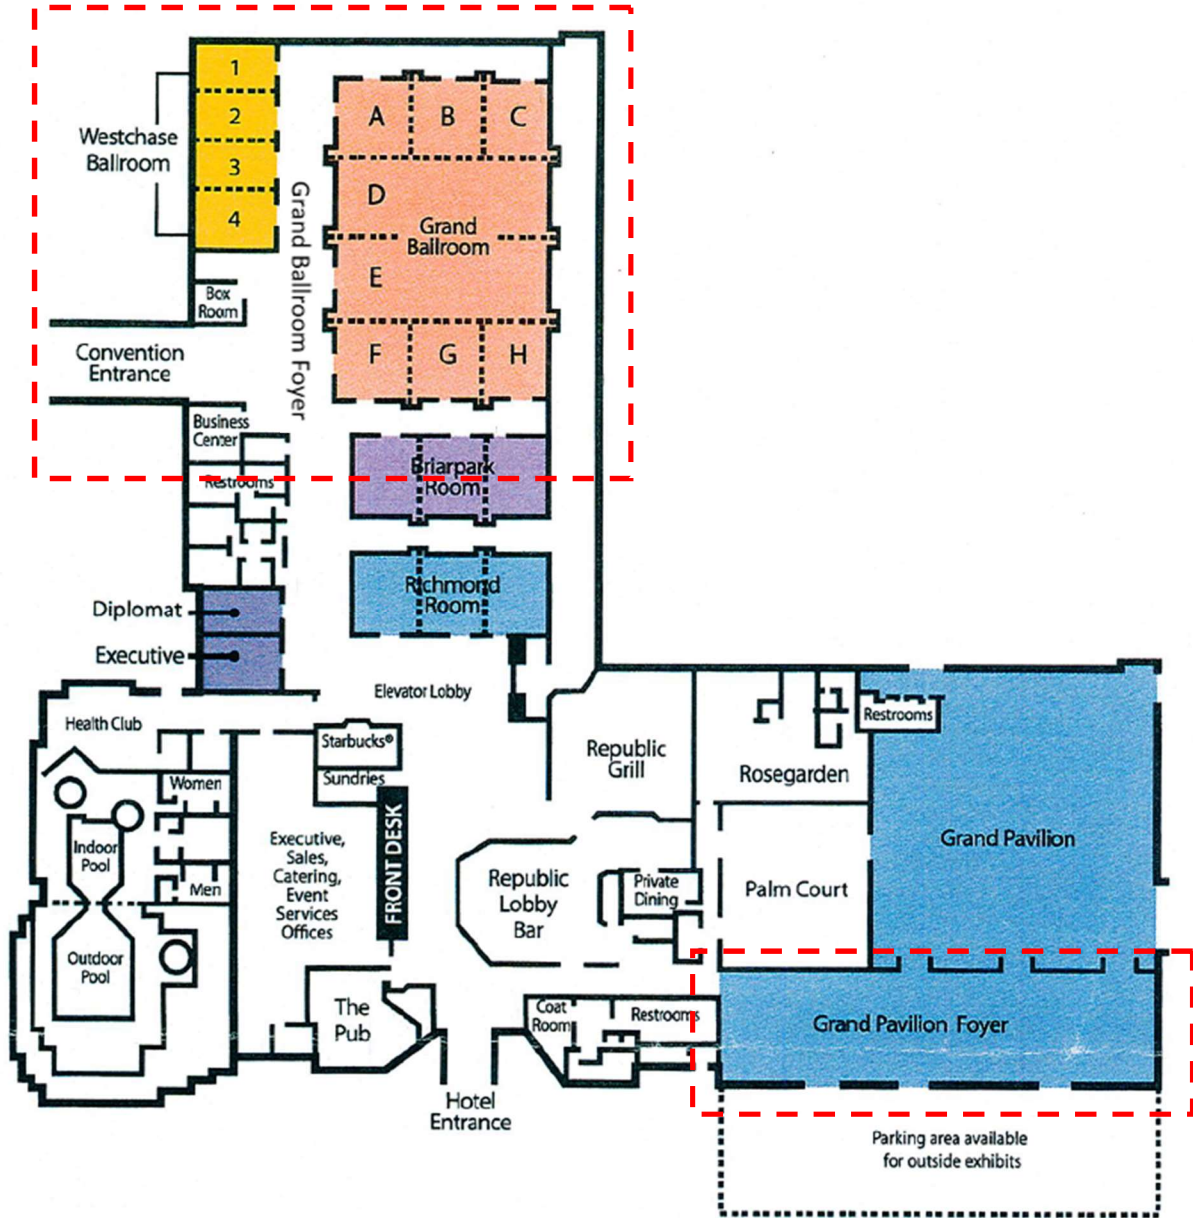 1
2
3
4
Westchase
Ballroom
A
B
C
D
Grand
Ballroom
E
F
G
H
Grand Ballroom Foyer
Box
Room
Convention
Entrance
Business
Center
Restrooms
Briarpark
Room
Richmond
Room
Diplomat
Executive
Elevator Lobby
Health Club
Starbucks®
Sundries
Women
Indoor
Pool
Men
Outdoor
Pool
Executive,
Sales,
Catering,
Event
Services
Offices
FRONT DESK
The
Pub
Republic
Grill
Republic
Lobby
Bar
Private
Dining
Rosegarden
Restrooms
Palm Court
Grand Pavilion
Coat
Room
Restrooms
Grand Pavilion Foyer
Hotel
Entrance
Parking area available
for outside exhibits